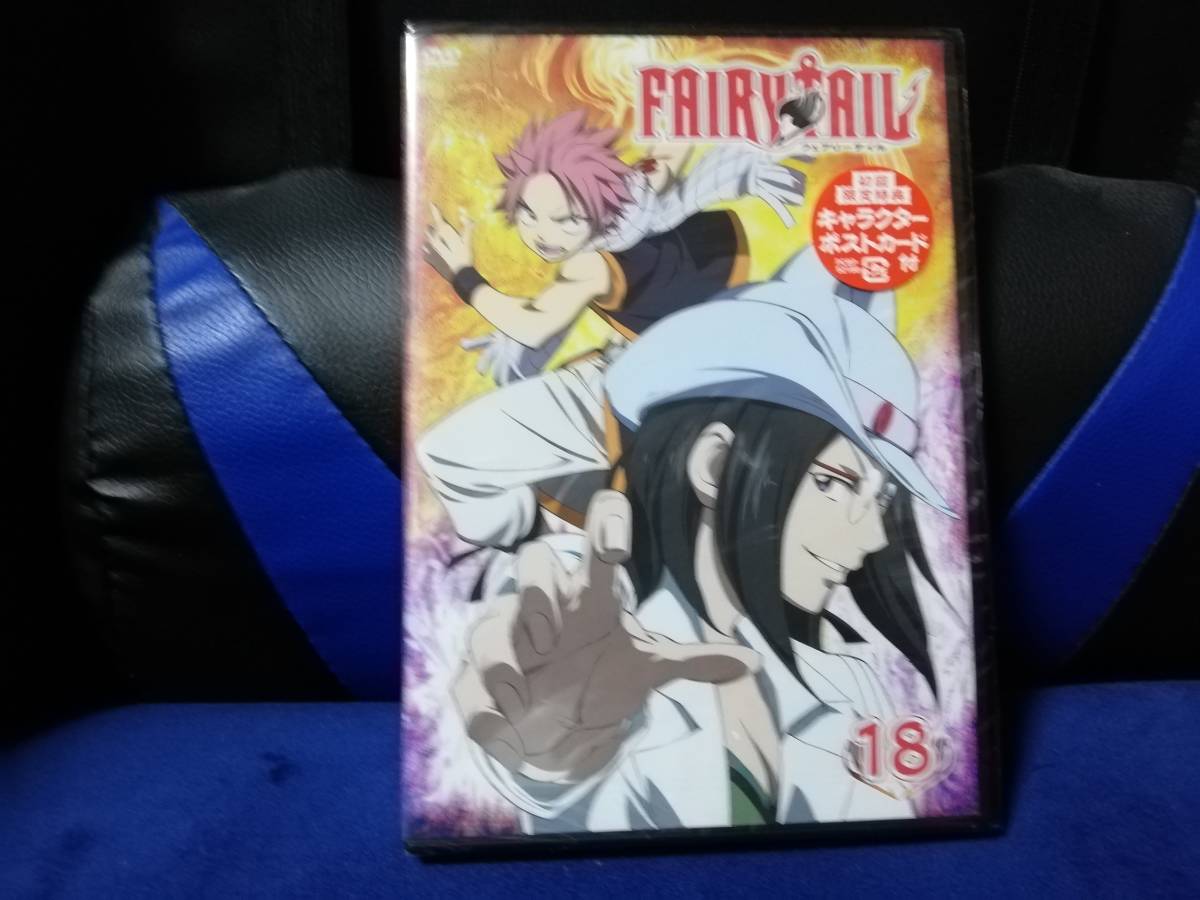 DVD
FAIRY TAIL
フェアリーテイル
初回
限定特典
キャラクター
ポストカード
付
18